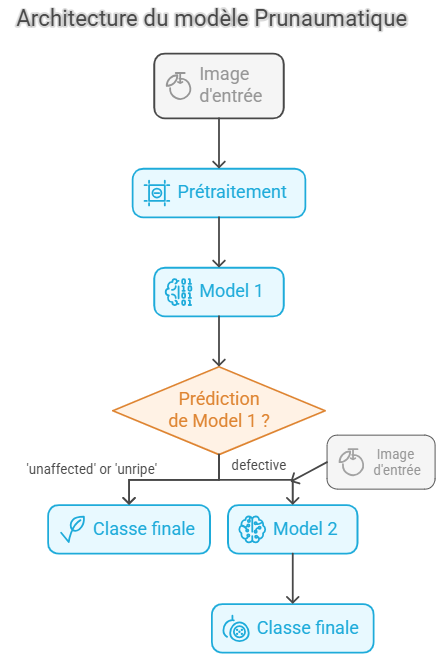 Architecture du modèle Prunaumatique
Image
d'entrée
Prétraitement
Model 1
Prédiction
de Model 1 ?
'unaffected' or 'unripe'
defective
Image
d'entrée
Classe finale
Model 2
Classe finale